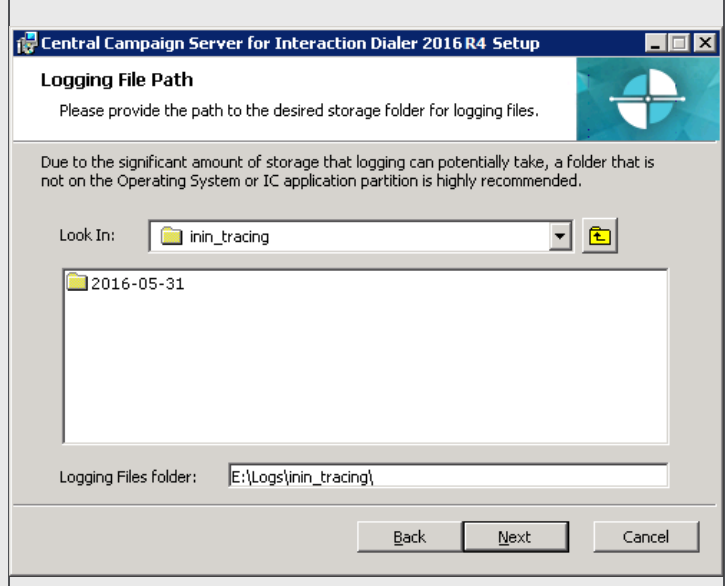 Central Campaign Server for Interaction Dialer 2016 R4 Setup
Logging File Path
Please provide the path to the desired storage folder for logging files.
Due to the significant amount of storage that logging can potentially take, a folder that is
not on the Operating System or IC application partition is highly recommended.
Look In: inin_tracing
2016-05-31
Logging Files folder: E:\Logs\inin_tracing\
Back Next Cancel